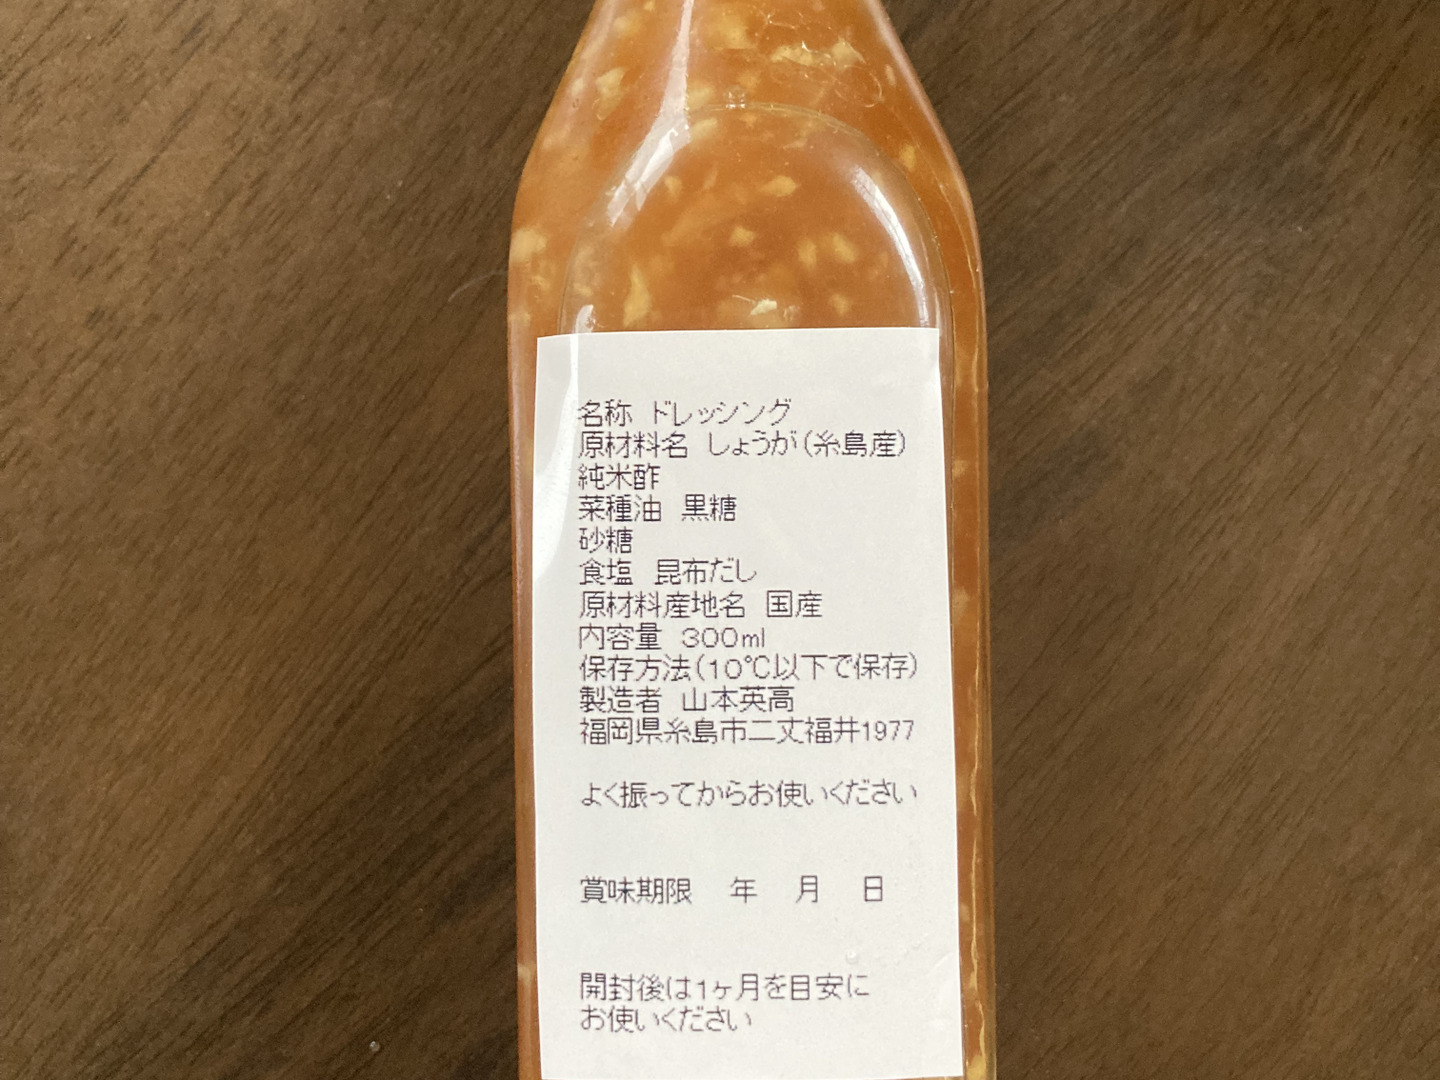 名称 ドレッシング
原材料名 しょうが(糸島産)
純米酢
菜種油 黒糖
砂糖
食塩 昆布だし
原材料産地名 国産
内容量 300ml
保存方法(10℃以下で保存)
製造者 山本英高
福岡県糸島市二丈福井1977
よく振ってからお使いください
賞味期限 年 月 日
開封後は1ヶ月を目安に
お使いください